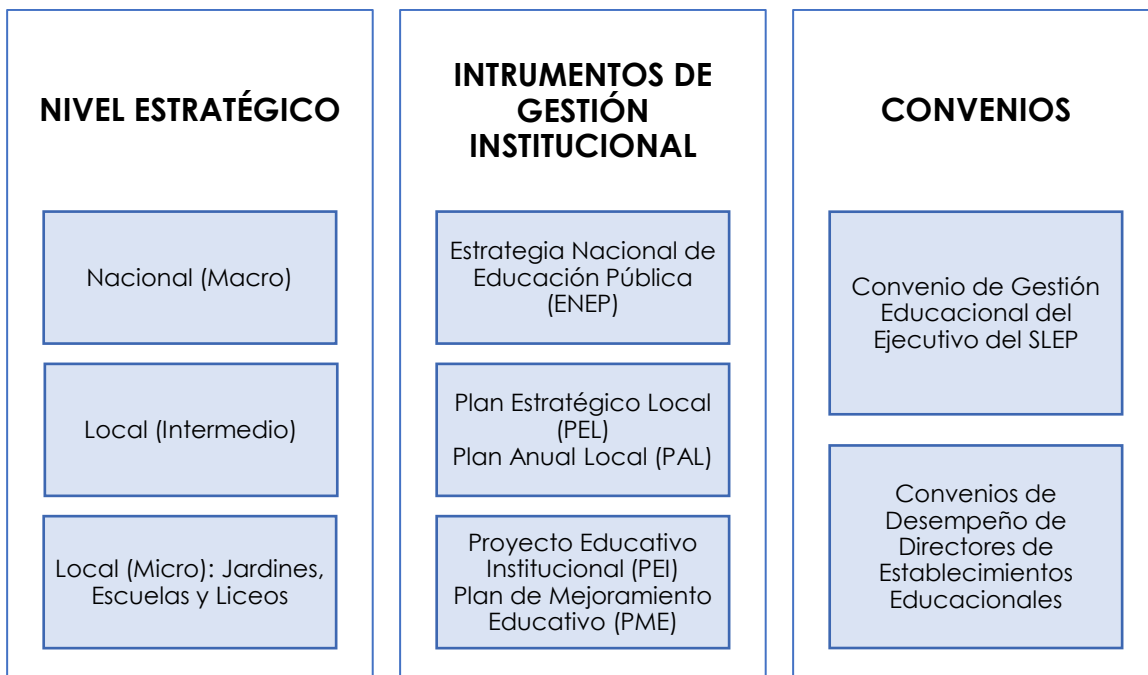 NIVEL ESTRATÉGICO
Nacional (Macro)
Local (Intermedio)
Local (Micro): Jardines,
Escuelas y Liceos
INTRUMENTOS DE
GESTIÓN
INSTITUCIONAL
Estrategia Nacional de
Educación Pública
(ENEP)
Plan Estratégico Local
(PEL)
Plan Anual Local (PAL)
Proyecto Educativo
Institucional (PEI)
Plan de Mejoramiento
Educativo (PME)
CONVENIOS
Convenio de Gestión
Educacional del
Ejecutivo del SLEP
Convenios de
Desempeño de
Directores de
Establecimientos
Educacionales